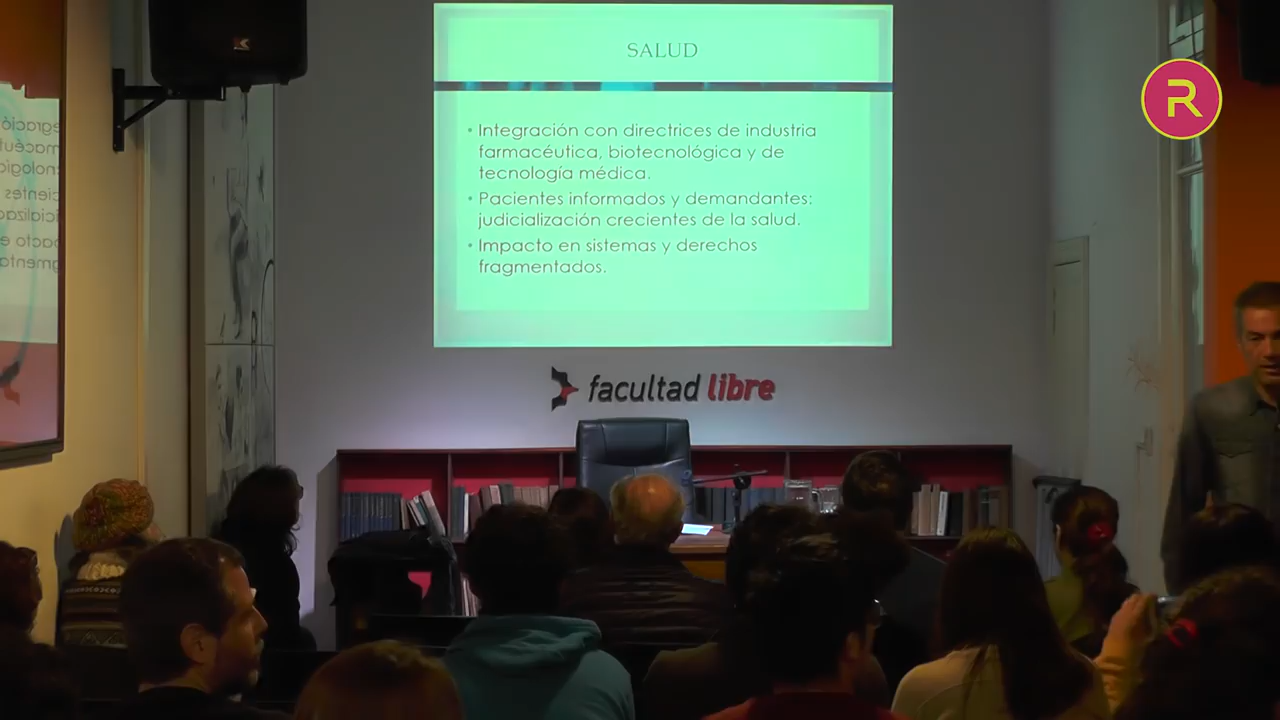 SALUD
R
• Integración con directrices de industria
farmacéutica, biotecnológica y de
tecnología médica.
• Pacientes informados y demandantes:
judicialización crecientes de la salud.
• Impacto en sistemas y derechos
fragmentados.
facultad libre